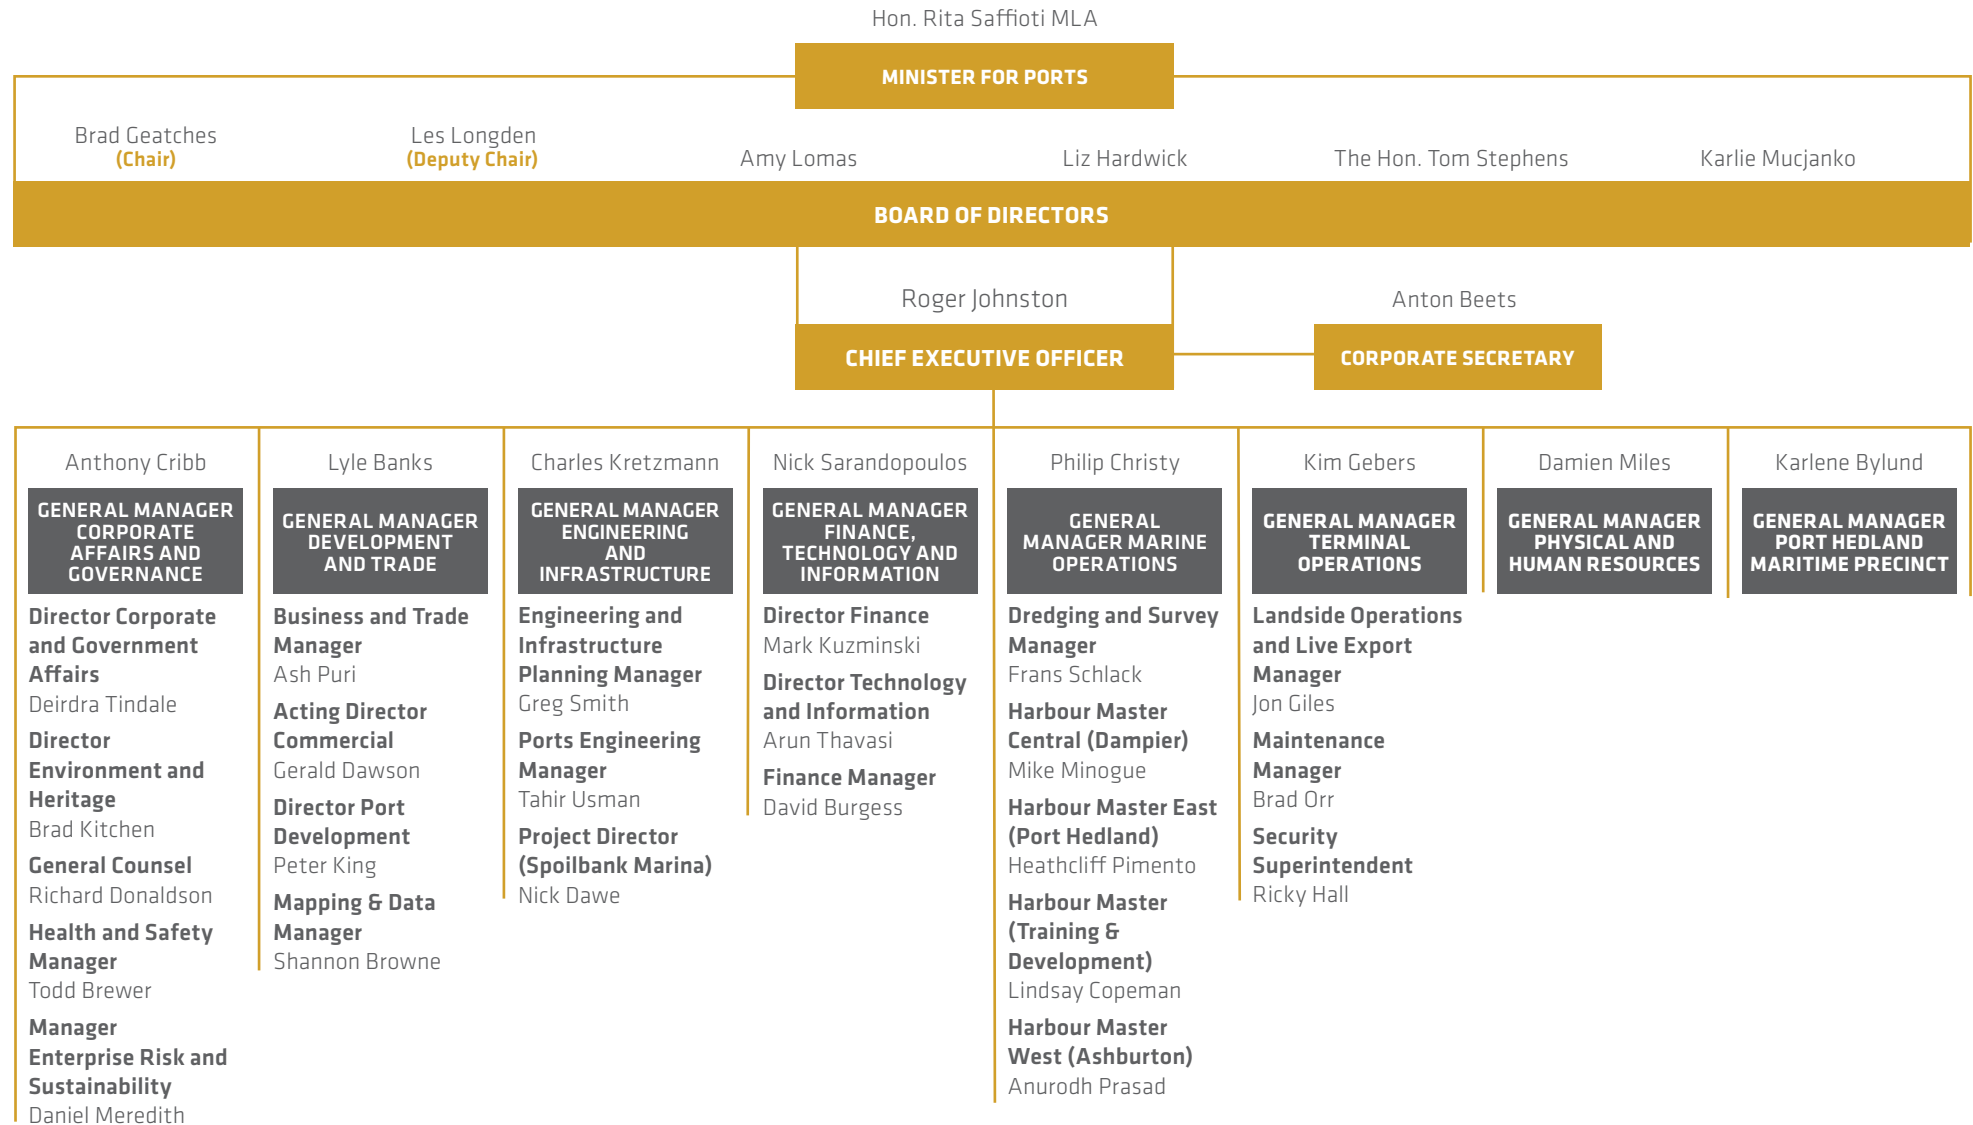 Hon. Rita Saffioti MLA
MINISTER FOR PORTS
Brad Geatches
(Chair)
Les Longden
(Deputy Chair)
Amy Lomas
Liz Hardwick
The Hon. Tom Stephens
Karlie Mucjanko
BOARD OF DIRECTORS
Roger Johnston
CHIEF EXECUTIVE OFFICER
Anton Beets
CORPORATE SECRETARY
Anthony Cribb
GENERAL MANAGER
CORPORATE
AFFAIRS AND
GOVERNANCE
Director Corporate
and Government
Affairs
Deirdra Tindale
Director
Environment and
Heritage
Brad Kitchen
General Counsel
Richard Donaldson
Health and Safety
Manager
Todd Brewer
Manager
Enterprise Risk and
Sustainability
Daniel Meredith
Lyle Banks
GENERAL MANAGER
DEVELOPMENT
AND TRADE
Business and Trade
Manager
Ash Puri
Acting Director
Commercial
Gerald Dawson
Director Port
Development
Peter King
Mapping & Data
Manager
Shannon Browne
Charles Kretzmann
GENERAL MANAGER
ENGINEERING
AND
INFRASTRUCTURE
Engineering and
Infrastructure
Planning Manager
Greg Smith
Ports Engineering
Manager
Tahir Usman
Project Director
(Spoilbank Marina)
Nick Dawe
Nick Sarandopoulos
GENERAL MANAGER
FINANCE,
TECHNOLOGY AND
INFORMATION
Director Finance
Mark Kuzminski
Director Technology
and Information
Arun Thavasi
Finance Manager
David Burgess
Philip Christy
GENERAL
MANAGER MARINE
OPERATIONS
Dredging and Survey
Manager
Frans Schlack
Harbour Master
Central (Dampier)
Mike Minogue
Harbour Master East
(Port Hedland)
Heathcliff Pimento
Harbour Master
(Training &
Development)
Lindsay Copeman
Harbour Master
West (Ashburton)
Anurodh Prasad
Kim Gebers
GENERAL MANAGER
TERMINAL
OPERATIONS
Landside Operations
and Live Export
Manager
Jon Giles
Maintenance
Manager
Brad Orr
Security
Superintendent
Ricky Hall
Damien Miles
GENERAL MANAGER
PHYSICAL AND
HUMAN RESOURCES
Karlene Bylund
GENERAL MANAGER
PORT HEDLAND
MARITIME PRECINCT